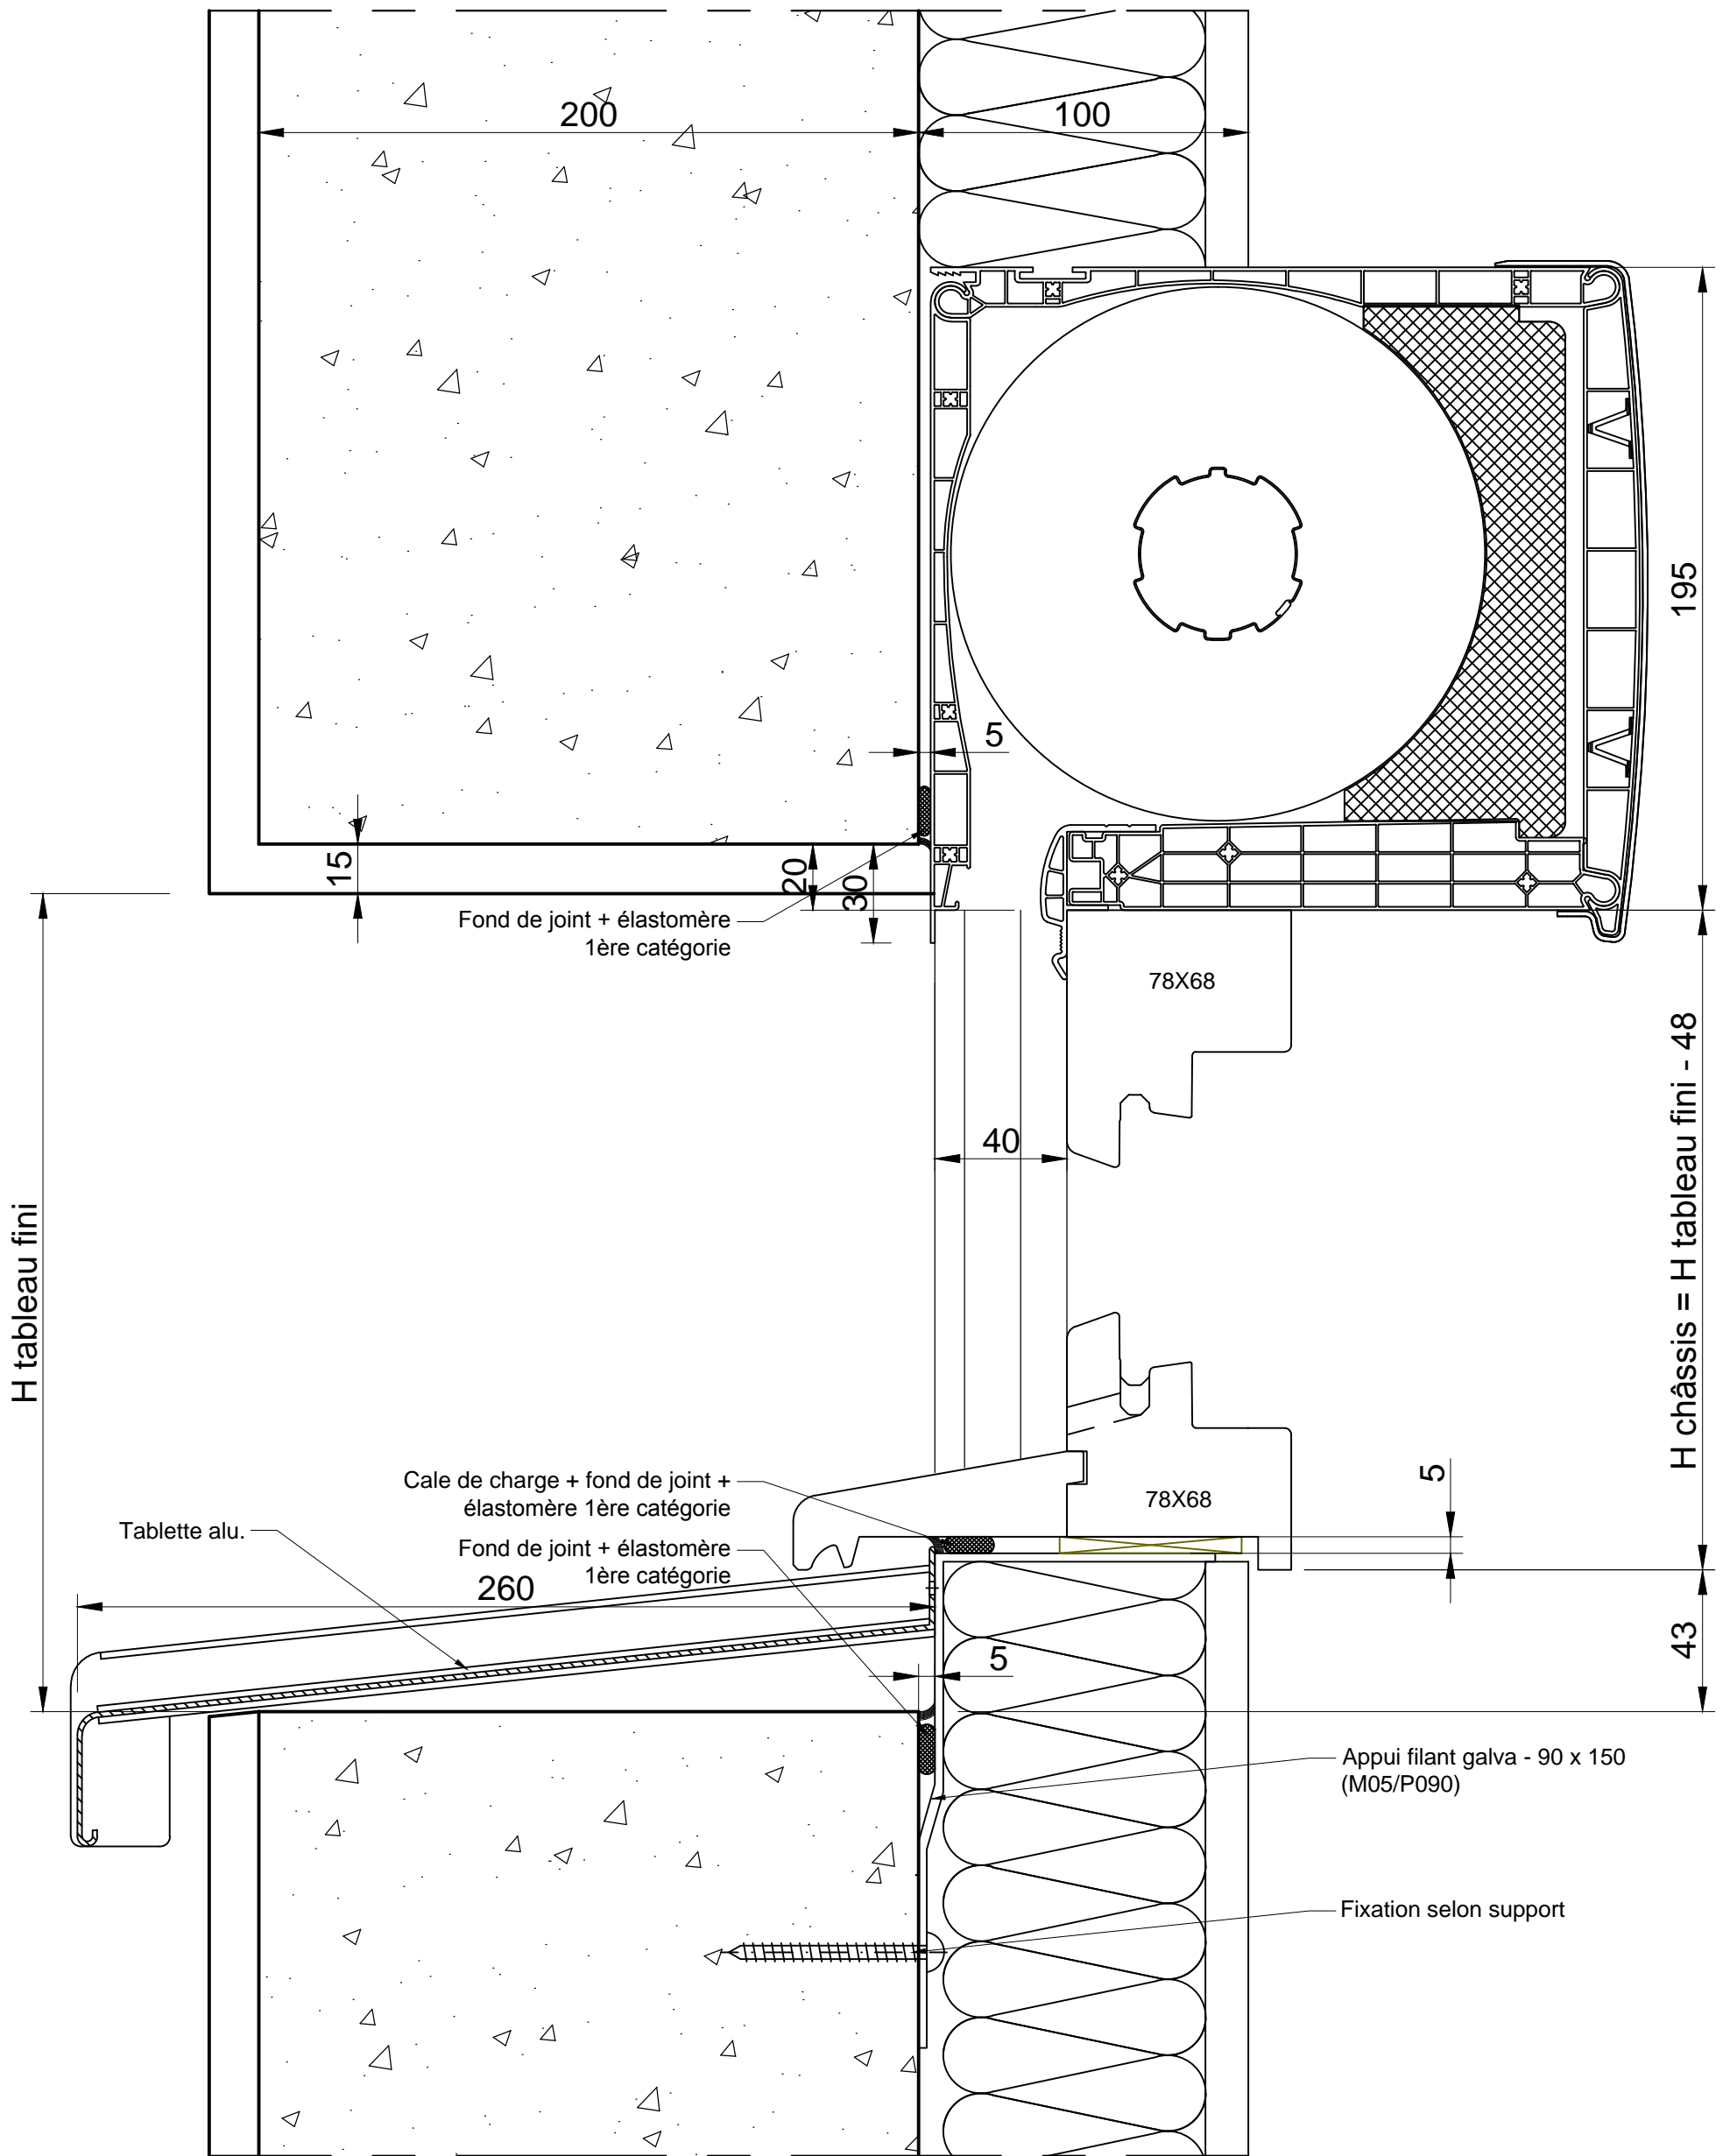 200
100
195
5
15
20
30
Fond de joint + élastomère
1ère catégorie
78X68
40
H tableau fini
H châssis = H tableau fini - 48
Cale de charge + fond de joint +
élastomère 1ère catégorie
78X68
5
Tablette alu.
Fond de joint + élastomère
1ère catégorie
260
43
5
Appui filant galva - 90 x 150
(M05/P090)
Fixation selon support